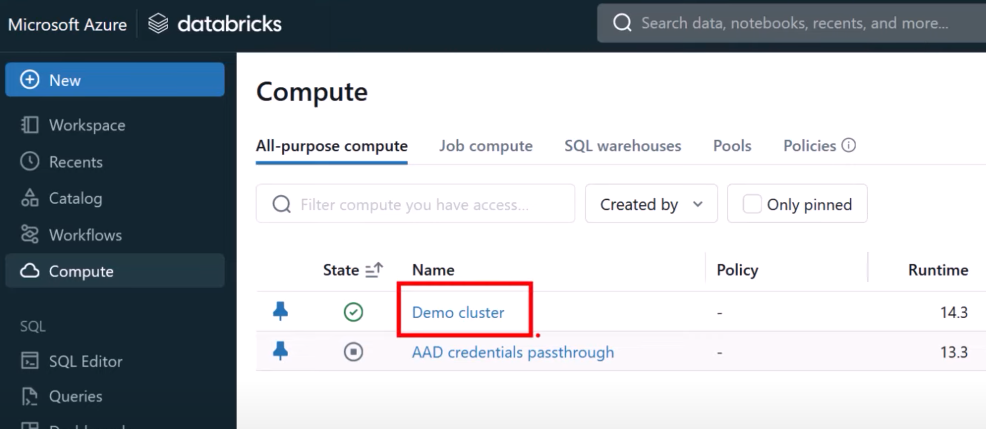 Microsoft Azure databricks Search data, notebooks, recents, and more...
New
Workspace
Recents
Catalog
Workflows
Compute
SQL
SQL Editor
Queries
Compute
All-purpose compute Job compute SQL warehouses Pools Policies
Filter compute you have access... Created by Only pinned
State Name Policy Runtime
Demo cluster - 14.3
AAD credentials passthrough - 13.3